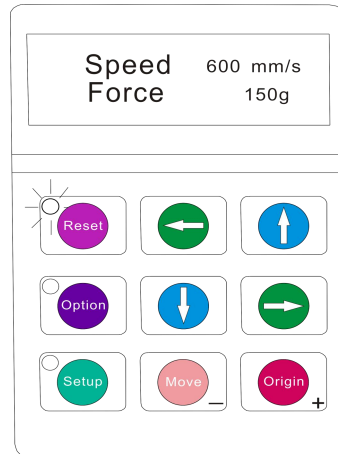 Speed 600 mm/s
Force 150g
Reset
Option
Setup Move − Origin +